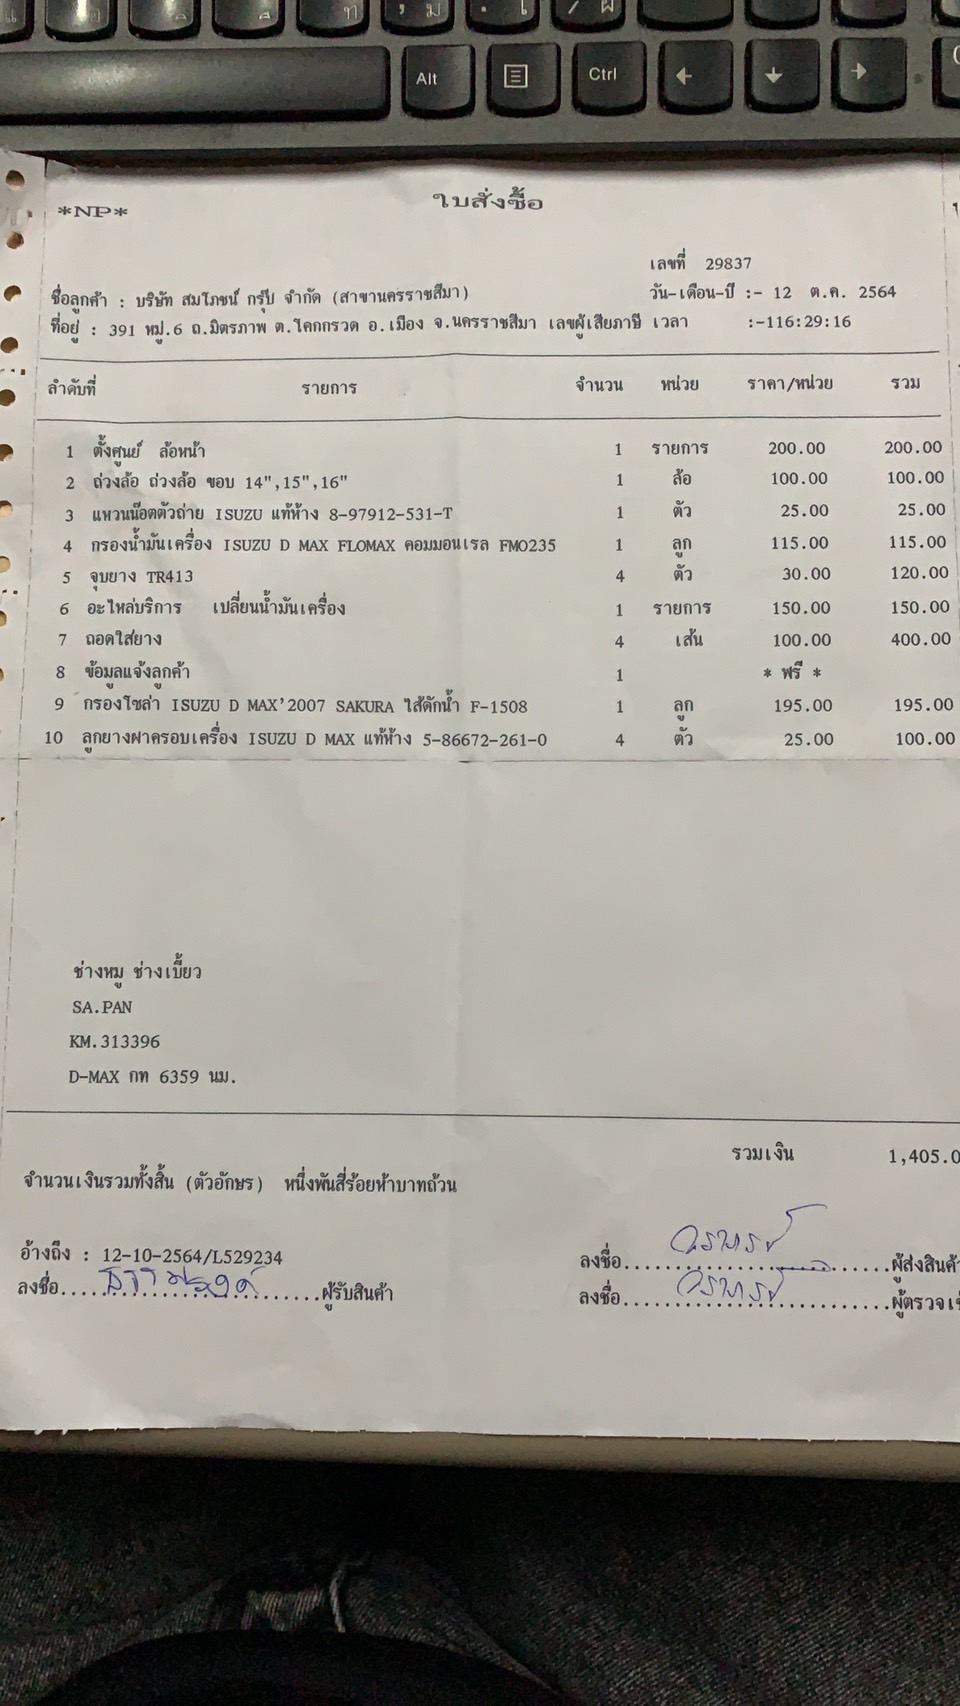 Alt
Ctrl
ใบสั่งซื้อ
*NP*
เลขที่ 29837
ชื่อลูกค้า : บริษัท สมโภชน์ กรุ๊ป จำกัด (สาขานครราชสีมา) วัน-เดือน-ปี :- 12 ต.ค. 2564
ที่อยู่ : 391 หมู่.6 ถ.มิตรภาพ ต.โคกกรวด อ.เมือง จ.นครราชสีมา เลขผู้เสียภาษี เวลา :-116:29:16
ลำดับที่ รายการ จำนวน หน่วย ราคา/หน่วย รวม
1 ตั้งศูนย์ ล้อหน้า 1 รายการ 200.00 200.00
2 ถ่วงล้อ ถ่วงล้อ ขอบ 14",15",16" 1 ล้อ 100.00 100.00
3 แหวนน๊อตตัวถ่าย ISUZU แท้ห้าง 8-97912-531-T 1 ตัว 25.00 25.00
4 กรองน้ำมันเครื่อง ISUZU D MAX FLOMAX คอมมอนเรล FMO235 1 ลูก 115.00 115.00
5 จุบยาง TR413 4 ตัว 30.00 120.00
6 อะไหล่บริการ เปลี่ยนน้ำมันเครื่อง 1 รายการ 150.00 150.00
7 ถอดใส่ยาง 4 เส้น 100.00 400.00
8 ข้อมูลแจ้งลูกค้า 1 * ฟรี *
9 กรองโซล่า ISUZU D MAX'2007 SAKURA ไส้ดักน้ำ F-1508 1 ลูก 195.00 195.00
10 ลูกยางฝาครอบเครื่อง ISUZU D MAX แท้ห้าง 5-86672-261-0 4 ตัว 25.00 100.00
ช่างหมู ช่างเบี้ยว
SA.PAN
KM.313396
D-MAX กท 6359 นม.
รวมเงิน 1,405.0
จำนวนเงินรวมทั้งสิ้น (ตัวอักษร) หนึ่งพันสี่ร้อยห้าบาทถ้วน
อ้างถึง : 12-10-2564/L529234
ลงชื่อ....................ผู้ส่งสินค้า
ลงชื่อ....................ผู้รับสินค้า
ลงชื่อ....................ผู้ตรวจ